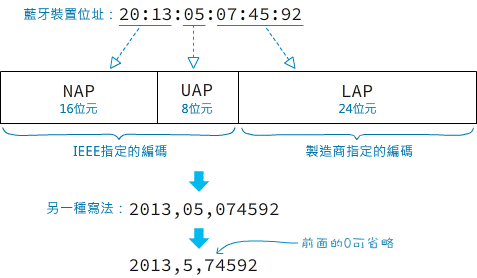 藍牙裝置位址：20:13:05:07:45:92
NAP UAP LAP
16位元 8位元 24位元
IEEE指定的編碼 製造商指定的編碼
另一種寫法：2013,05,074592
前面的0可省略
2013,5,74592